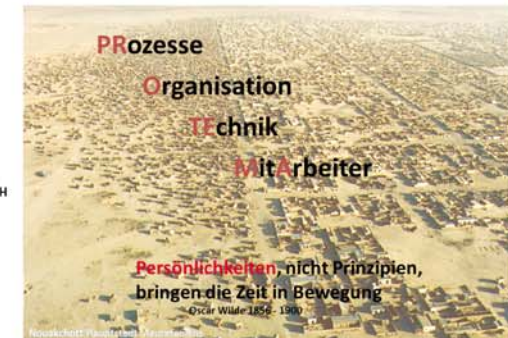 PRozesse
Organisation
TEchnik
MitArbeiter
H
Persönlichkeiten, nicht Prinzipien,
bringen die Zeit in Bewegung
Oscar Wilde 1856 - 1900
Nouakchott Hauptstadt Mauretaniens